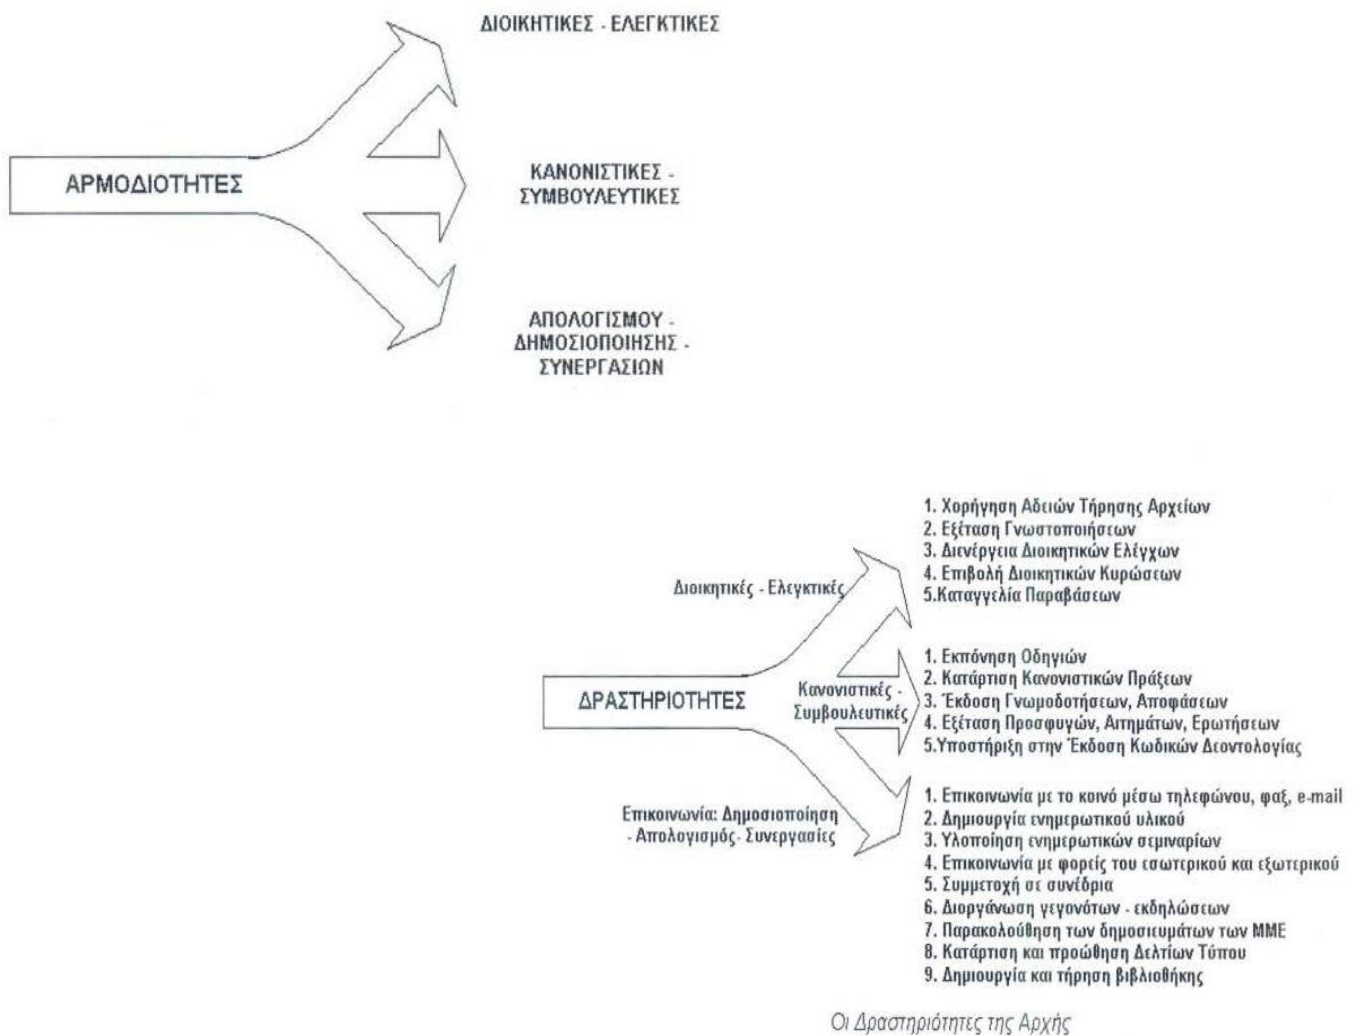 ΔΙΟΙΚΗΤΙΚΕΣ - ΕΛΕΓΚΤΙΚΕΣ
ΑΡΜΟΔΙΟΤΗΤΕΣ
ΚΑΝΟΝΙΣΤΙΚΕΣ -
ΣΥΜΒΟΥΛΕΥΤΙΚΕΣ
ΑΠΟΛΟΓΙΣΜΟΥ -
ΔΗΜΟΣΙΟΠΟΙΗΣΗΣ -
ΣΥΝΕΡΓΑΣΙΩΝ
Διοικητικές - Ελεγκτικές
1. Χορήγηση Αδειών Τήρησης Αρχείων
2. Εξέταση Γνωστοποιήσεων
3. Διενέργεια Διοικητικών Ελέγχων
4. Επιβολή Διοικητικών Κυρώσεων
5.Καταγγελία Παραβάσεων
ΔΡΑΣΤΗΡΙΟΤΗΤΕΣ
Κανονιστικές -
Συμβουλευτικές
1. Εκπόνηση Οδηγιών
2. Κατάρτιση Κανονιστικών Πράξεων
3. Έκδοση Γνωμοδοτήσεων, Αποφάσεων
4. Εξέταση Προσφυγών, Αιτημάτων, Ερωτήσεων
5.Υποστήριξη στην Έκδοση Κωδικών Δεοντολογίας
Επικοινωνία: Δημοσιοποίηση
- Απολογισμός- Συνεργασίες
1. Επικοινωνία με το κοινό μέσω τηλεφώνου, φαξ, e-mail
2. Δημιουργία ενημερωτικού υλικού
3. Υλοποίηση ενημερωτικών σεμιναρίων
4. Επικοινωνία με φορείς του εσωτερικού και εξωτερικού
5. Συμμετοχή σε συνέδρια
6. Διοργάνωση γεγονότων - εκδηλώσεων
7. Παρακολούθηση των δημοσιευμάτων των ΜΜΕ
8. Κατάρτιση και προώθηση Δελτίων Τύπου
9. Δημιουργία και τήρηση βιβλιοθήκης
Οι Δραστηριότητες της Αρχής